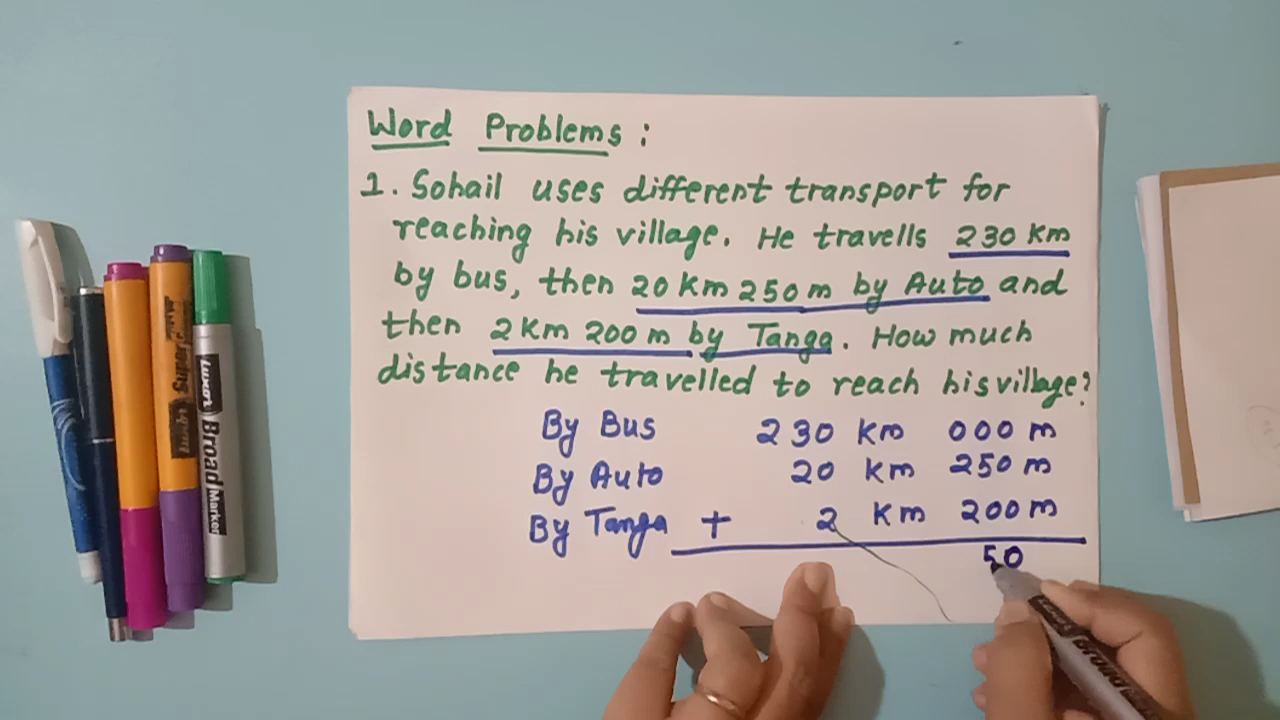 Word Problems :
1. Sohail uses different transport for
reaching his village. He travells 230 Km
by bus, then 20 Km 250 m by Auto and
then 2 Km 200 m by Tanga. How much
distance he travelled to reach his village?
By Bus 230 Km 000 m
By Auto 20 Km 250 m
By Tanga + 2 Km 200 m
50
Broad Marker